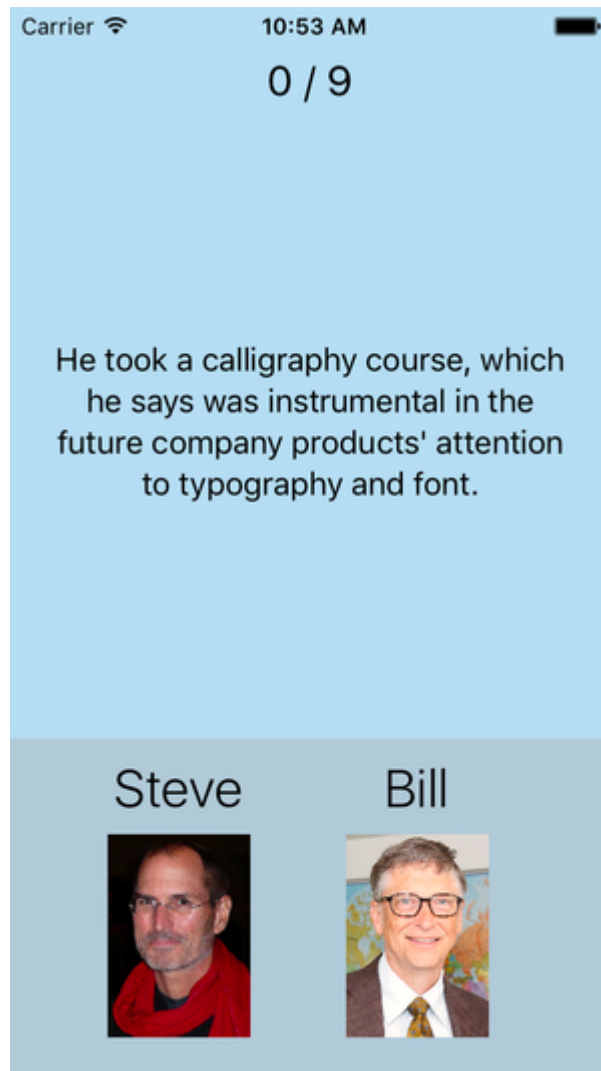 Carrier 10:53 AM
0 / 9
He took a calligraphy course, which
he says was instrumental in the
future company products' attention
to typography and font.
Steve Bill